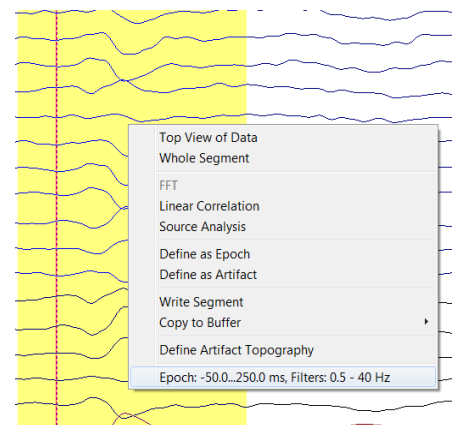 Top View of Data
Whole Segment
FFT
Linear Correlation
Source Analysis
Define as Epoch
Define as Artifact
Write Segment
Copy to Buffer
Define Artifact Topography
Epoch: -50.0...250.0 ms, Filters: 0.5 - 40 Hz